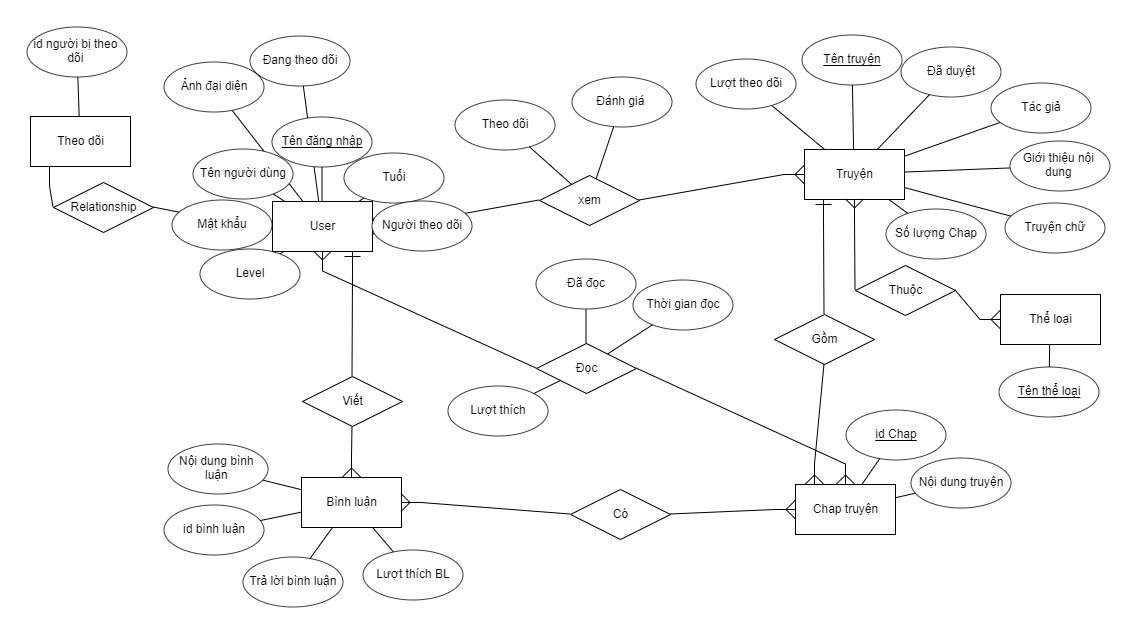 id người bị theo
dõi
Đang theo dõi
Tên truyện
Đã duyệt
Ảnh đại diện
Lượt theo dõi
Đánh giá
Tác giả
Theo dõi
Theo dõi
Tên đăng nhập
Giới thiệu nội
dung
Tên người dùng
Tuổi
Truyện
Relationship
xem
Mật khẩu
User
Người theo dõi
Số lượng Chap
Truyện chữ
Level
Đã đọc
Thời gian đọc
Thuộc
Thể loại
Gồm
Đọc
Tên thể loại
Viết
Lượt thích
id Chap
Nội dung bình
luận
Nội dung truyện
Bình luận
Có
Chap truyện
id bình luận
Trả lời bình luận
Lượt thích BL